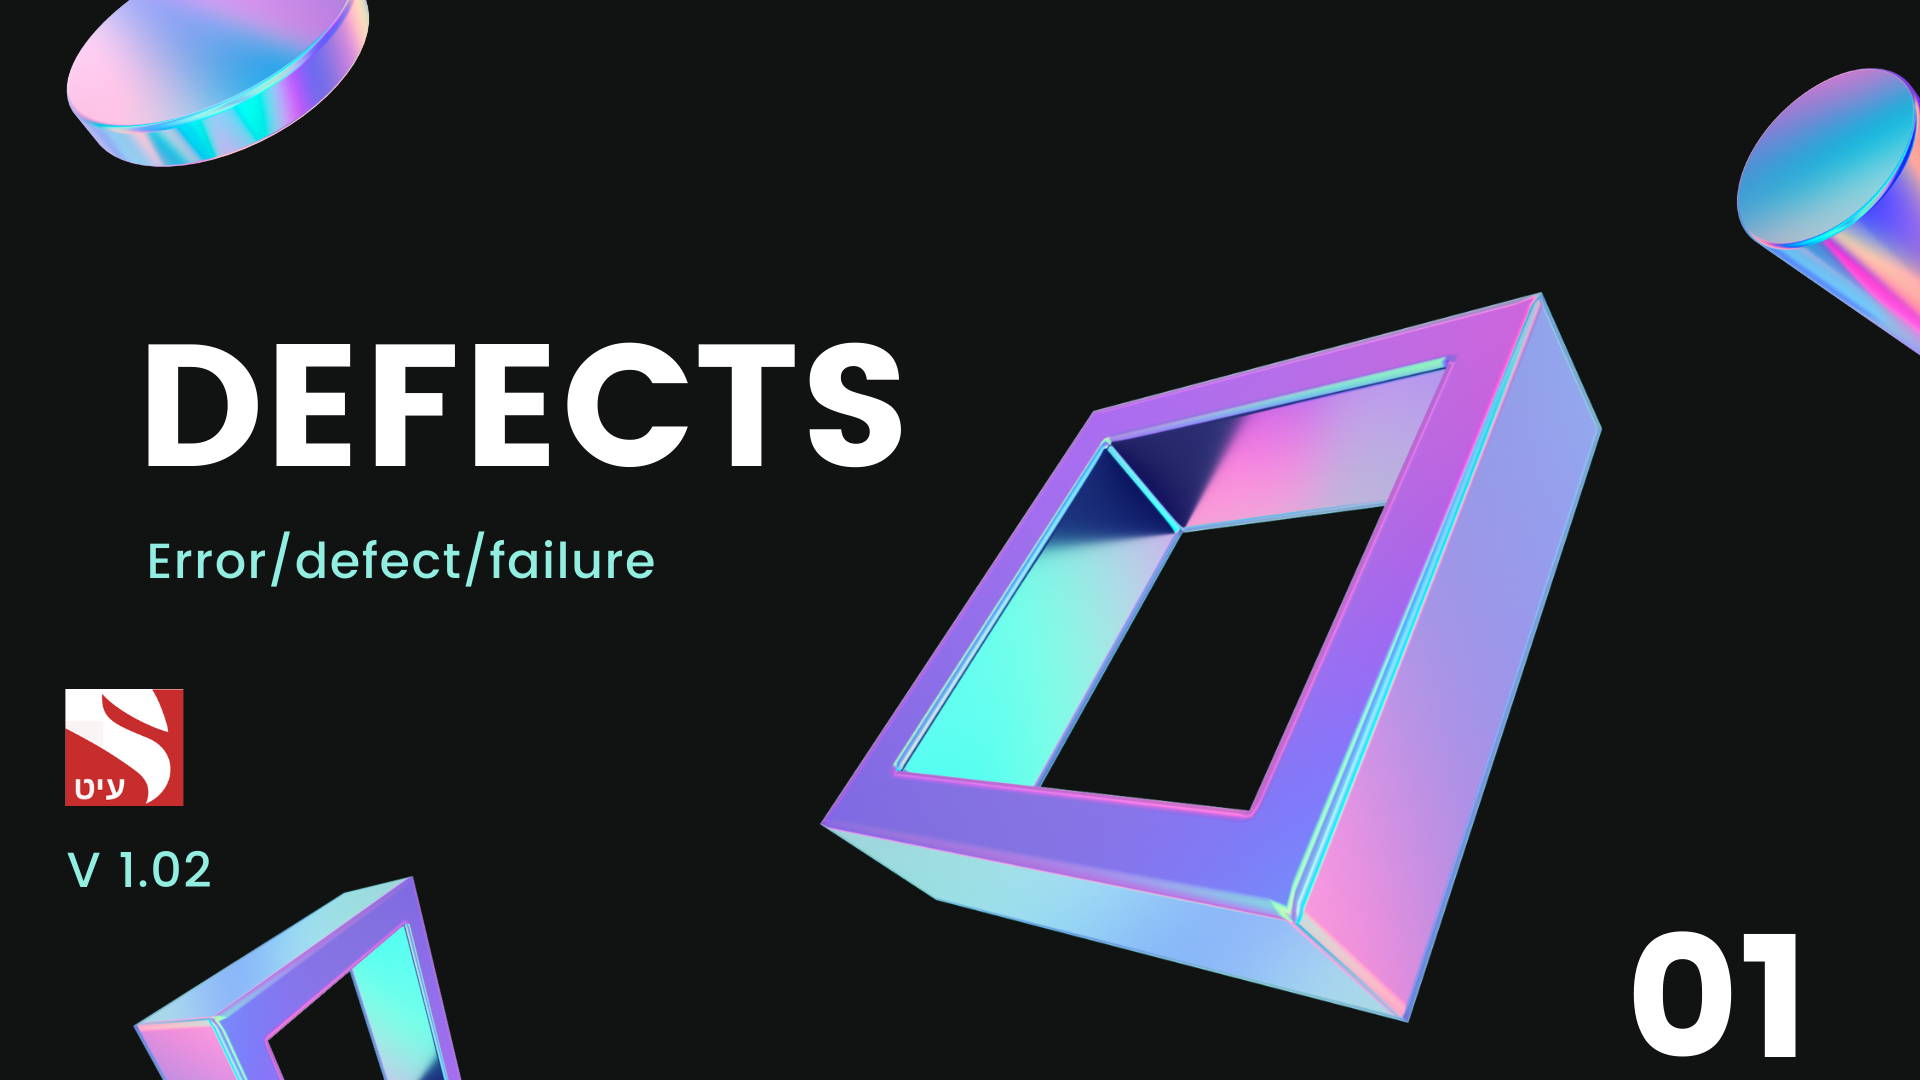 DEFECTS
Error/defect/failure
עיט
V 1.02
01